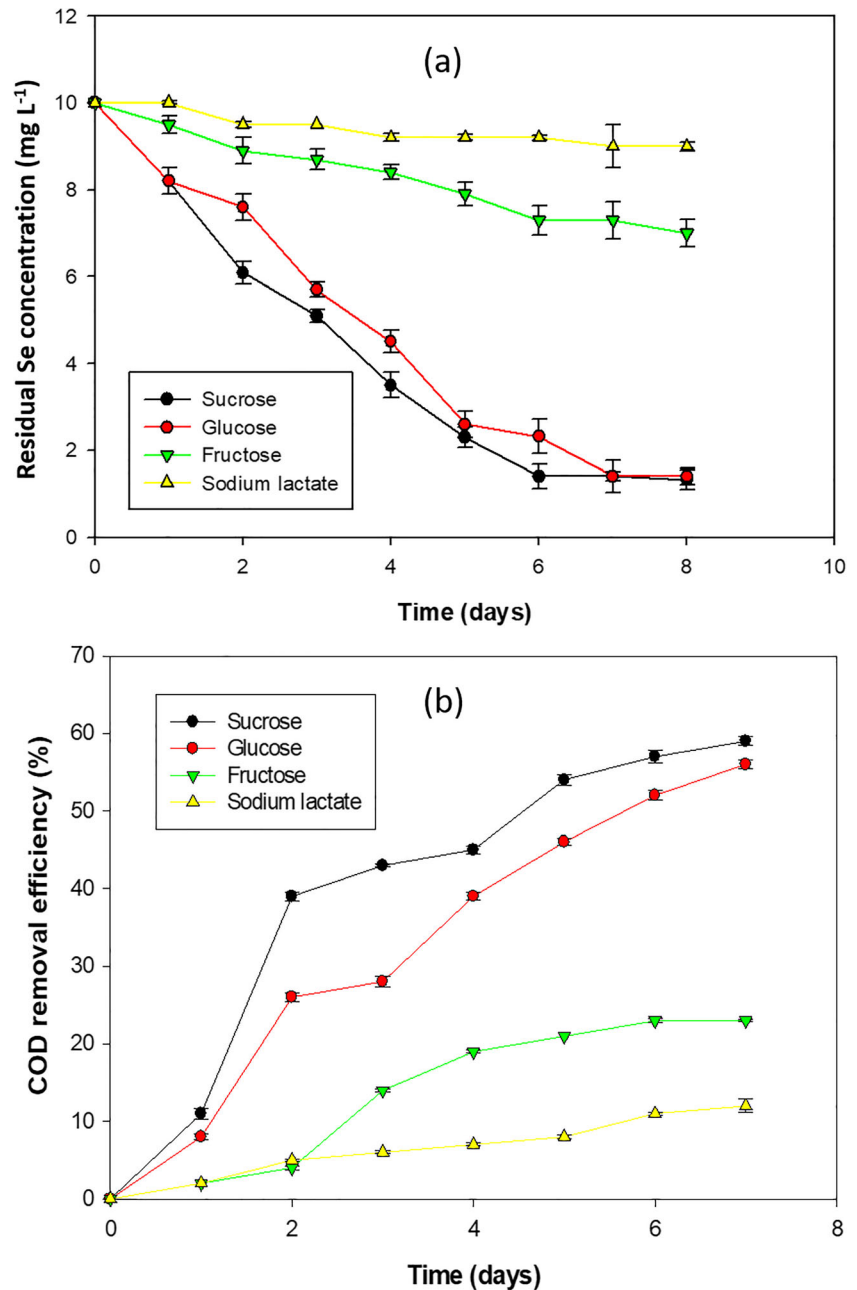 (a)
Residual Se concentration (mg L⁻¹)
12
10
8
6
4
2
0
Sucrose
Glucose
Fructose
Sodium lactate
0 2 4 6 8 10
Time (days)
(b)
COD removal efficiency (%)
70
60
50
40
30
20
10
0
Sucrose
Glucose
Fructose
Sodium lactate
0 2 4 6 8
Time (days)